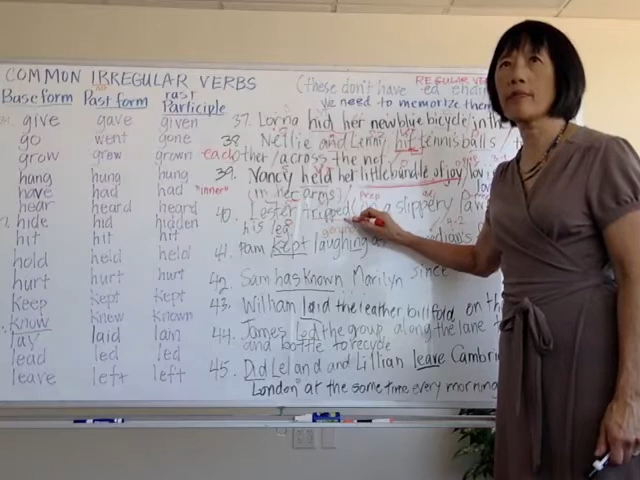 COMMON IRREGULAR VERBS
(these don't have ed
REGULAR
we need to memorize them
Base form Past form Past Participle
give gave given
go went gone
grow grew grown
hang hung hung
have had had
hear heard heard
hide hid hidden
hit hit hit
hold held held
hurt hurt hurt
Keep Kept Kept
Know Knew Known
lay laid lain
lead led led
leave left left
37. Lorna hid her new blue bicycle in the
38 Nellie and Lenny hit tennis balls
each other/across the net
39. Nancy held her little bundle of joy
"inner" in her arms)
40. Lester tripped a slippery
his leg
41. Pam kept laughing
42. Sam has known Marilyn since
43. William laid the leather billfold on
44. James led the group along the lane
and bottle to recycle
45. Did Leland and Lillian leave
London at the same time every morning